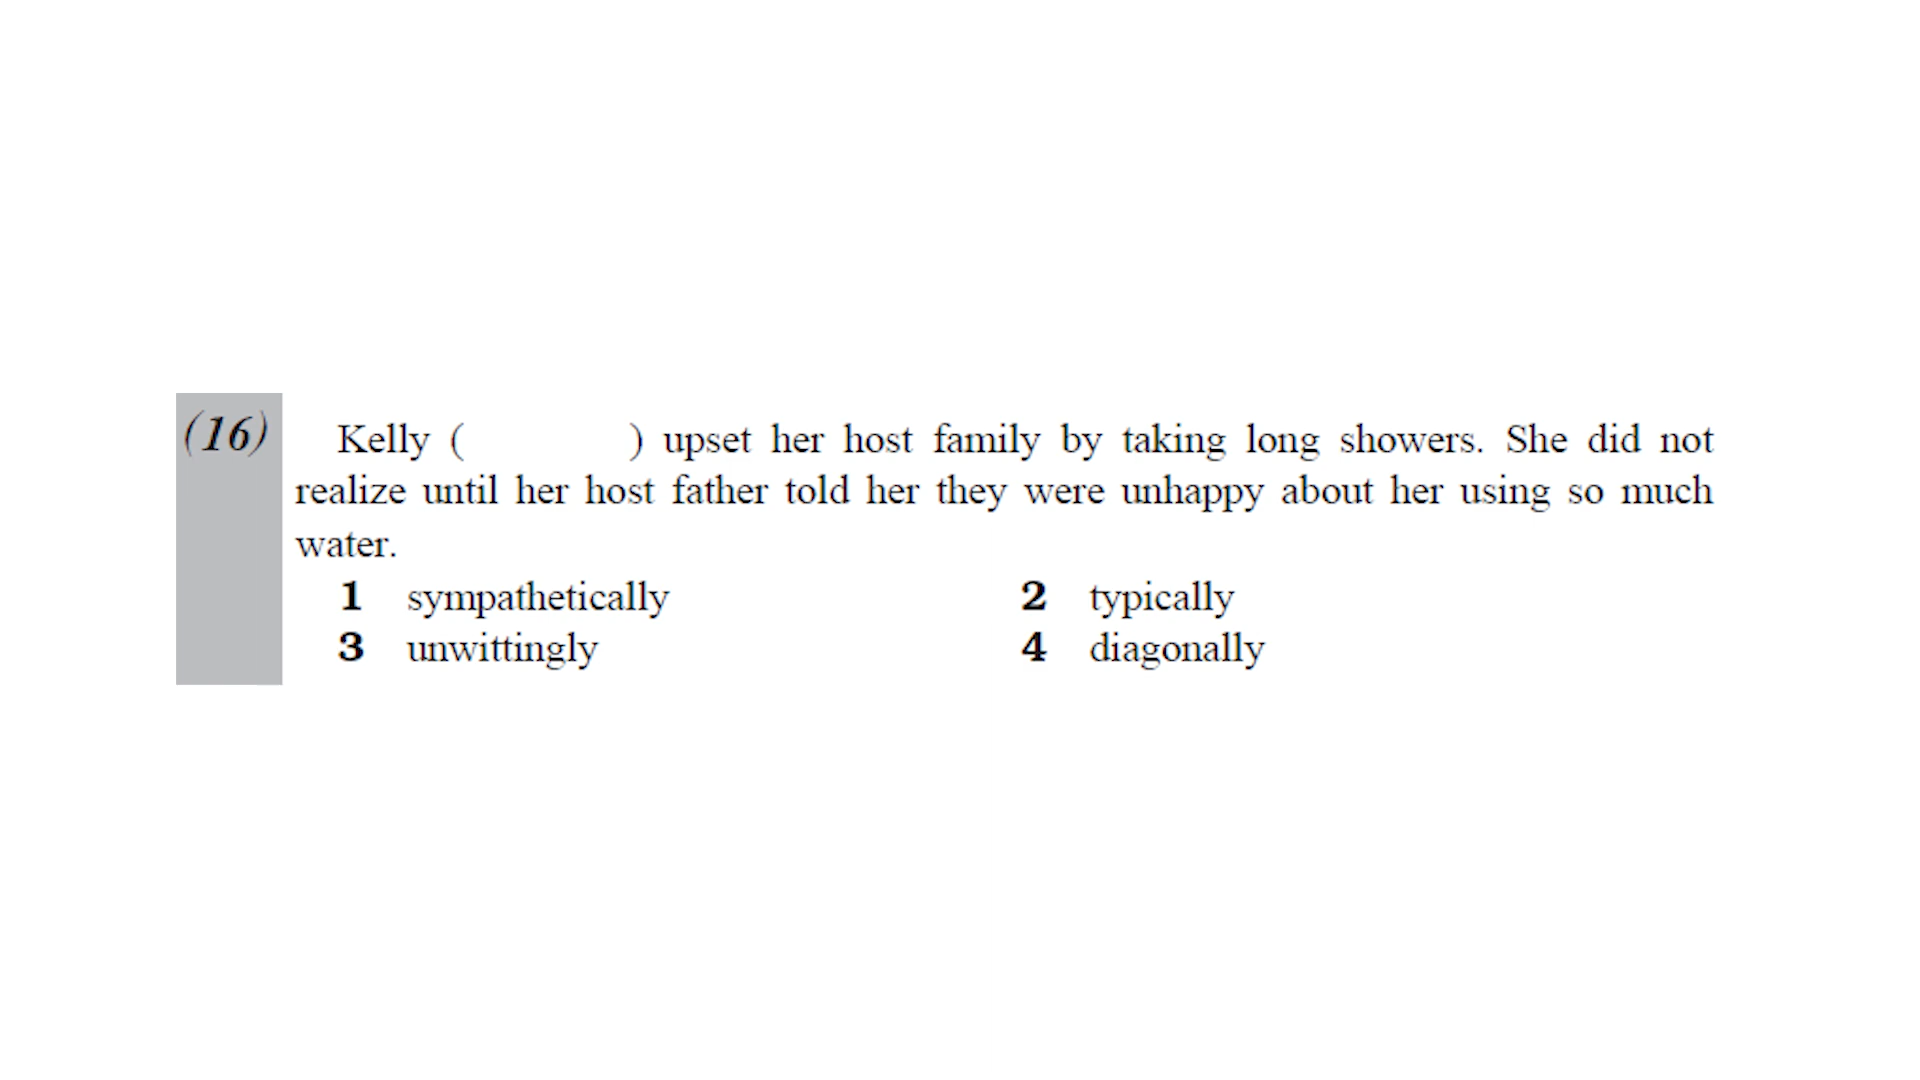 (16) Kelly (                ) upset her host family by taking long showers. She did not
realize until her host father told her they were unhappy about her using so much
water.
1 sympathetically 2 typically
3 unwittingly 4 diagonally